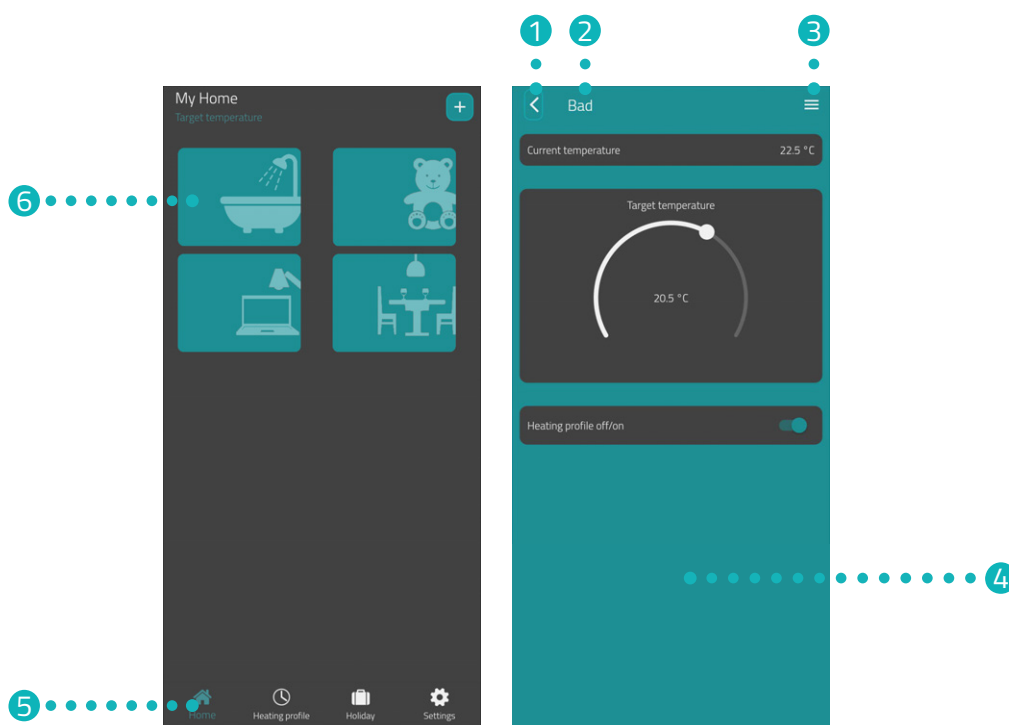 1 2 3
My Home
Target temperature
+
Bad
Current temperature 22.5 °C
6
Target temperature
20.5 °C
Heating profile off/on
4
5
Home Heating profile Holiday Settings